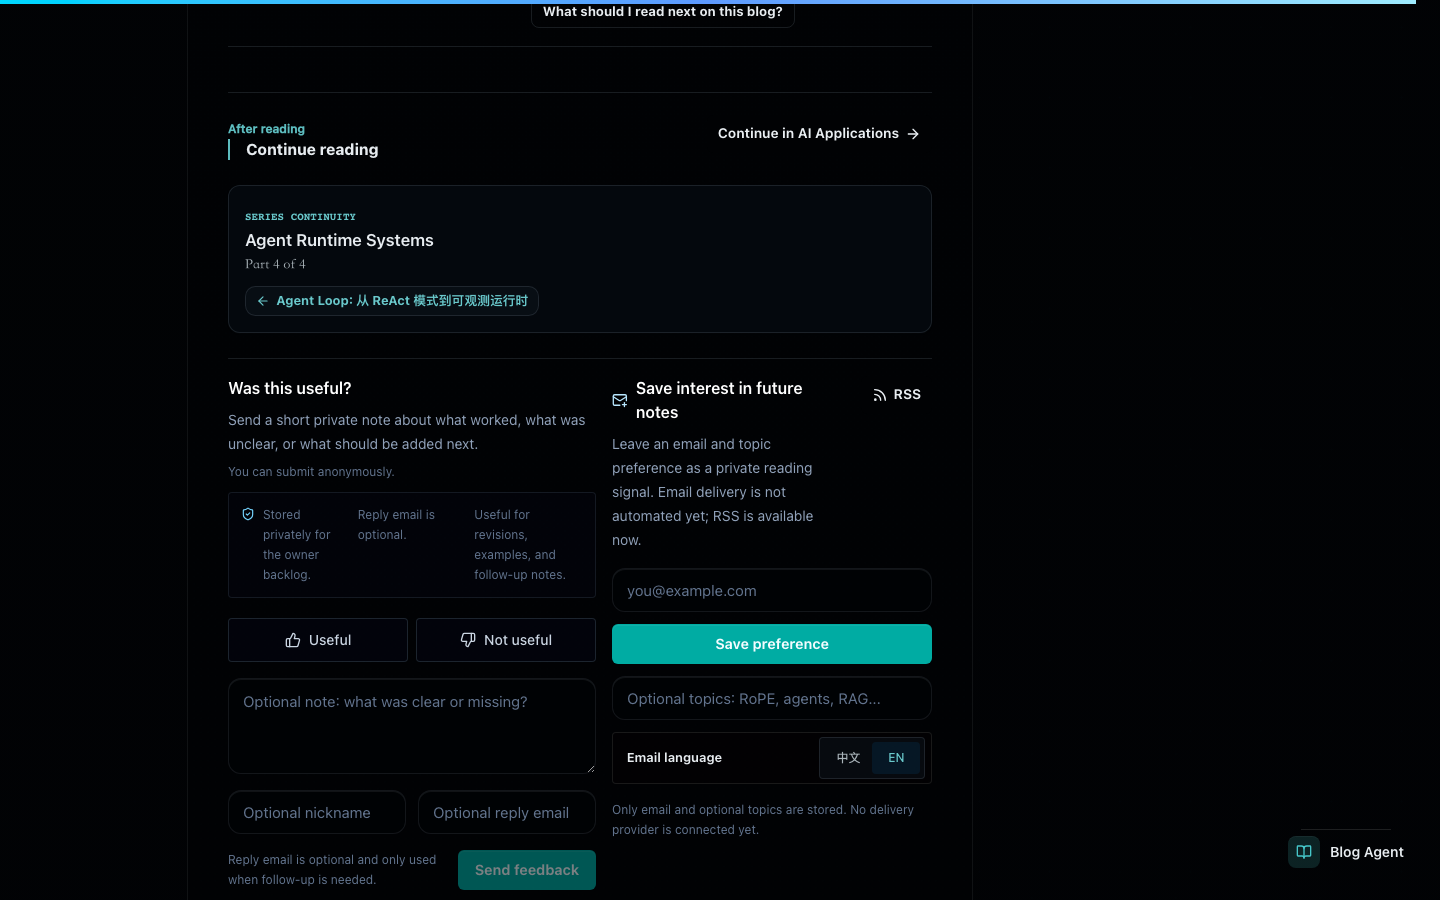 What should I read next on this blog?
After reading
Continue reading
Continue in AI Applications
SERIES CONTINUITY
Agent Runtime Systems
Part 4 of 4
Agent Loop: 从 ReAct 模式到可观测运行时
Was this useful?
Send a short private note about what worked, what was
unclear, or what should be added next.
You can submit anonymously.
Stored
privately for
the owner
backlog.
Reply email is
optional.
Useful for
revisions,
examples, and
follow-up notes.
Useful
Not useful
Optional note: what was clear or missing?
Optional nickname
Optional reply email
Reply email is optional and only used
when follow-up is needed.
Send feedback
Save interest in future
notes
RSS
Leave an email and topic
preference as a private reading
signal. Email delivery is not
automated yet; RSS is available
now.
you@example.com
Save preference
Optional topics: RoPE, agents, RAG...
Email language
中文
EN
Only email and optional topics are stored. No delivery
provider is connected yet.
Blog Agent